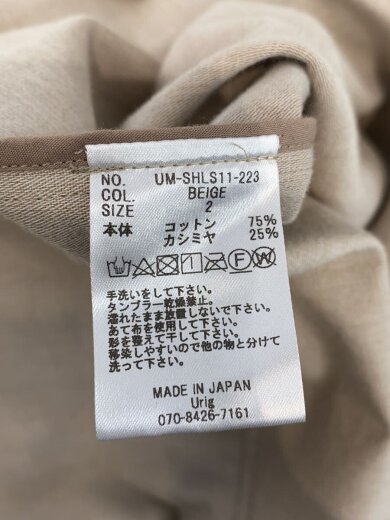 NO. UM-SHLS11-223
COL. BEIGE
SIZE 2
本体 コットン 75%
カシミヤ 25%
手洗いをして下さい。
タンブラー乾燥禁止。
濡れたまま放置しないで下さい。
あて布を使用して下さい。
形を整えて干して下さい。
移染しやすいので他の物と分けて
洗って下さい。
MADE IN JAPAN
Urig
070-8426-7161